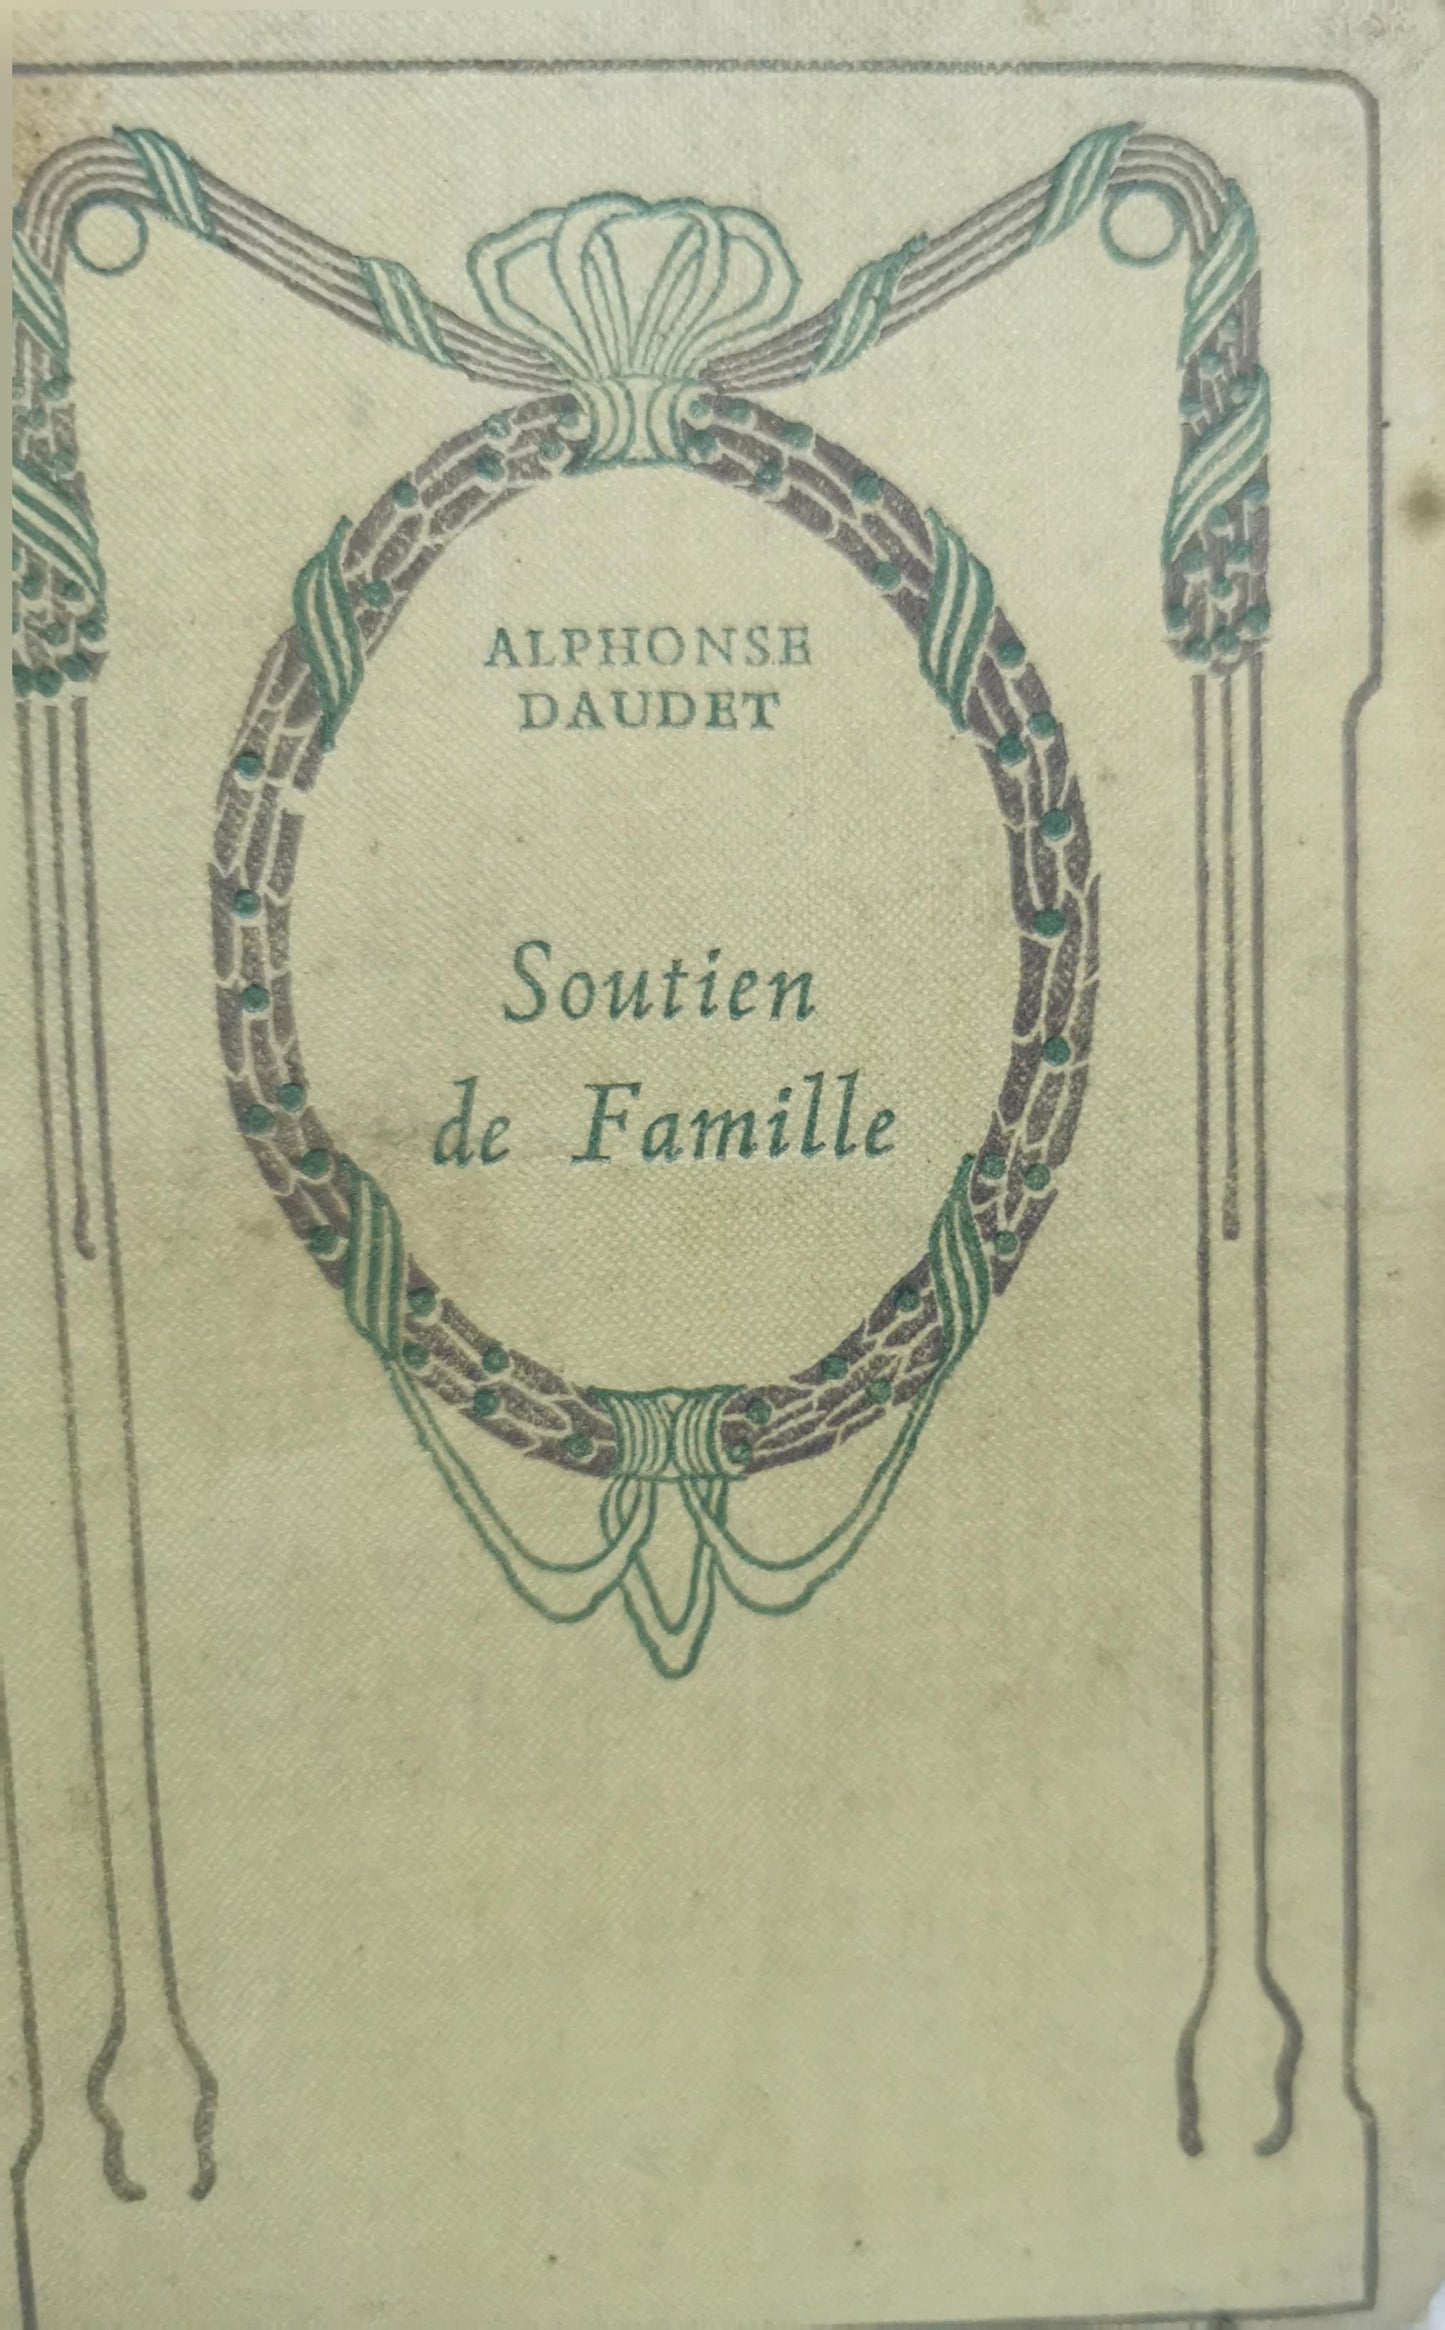 ALPHONSE
DAUDET
Soutien
de Famille